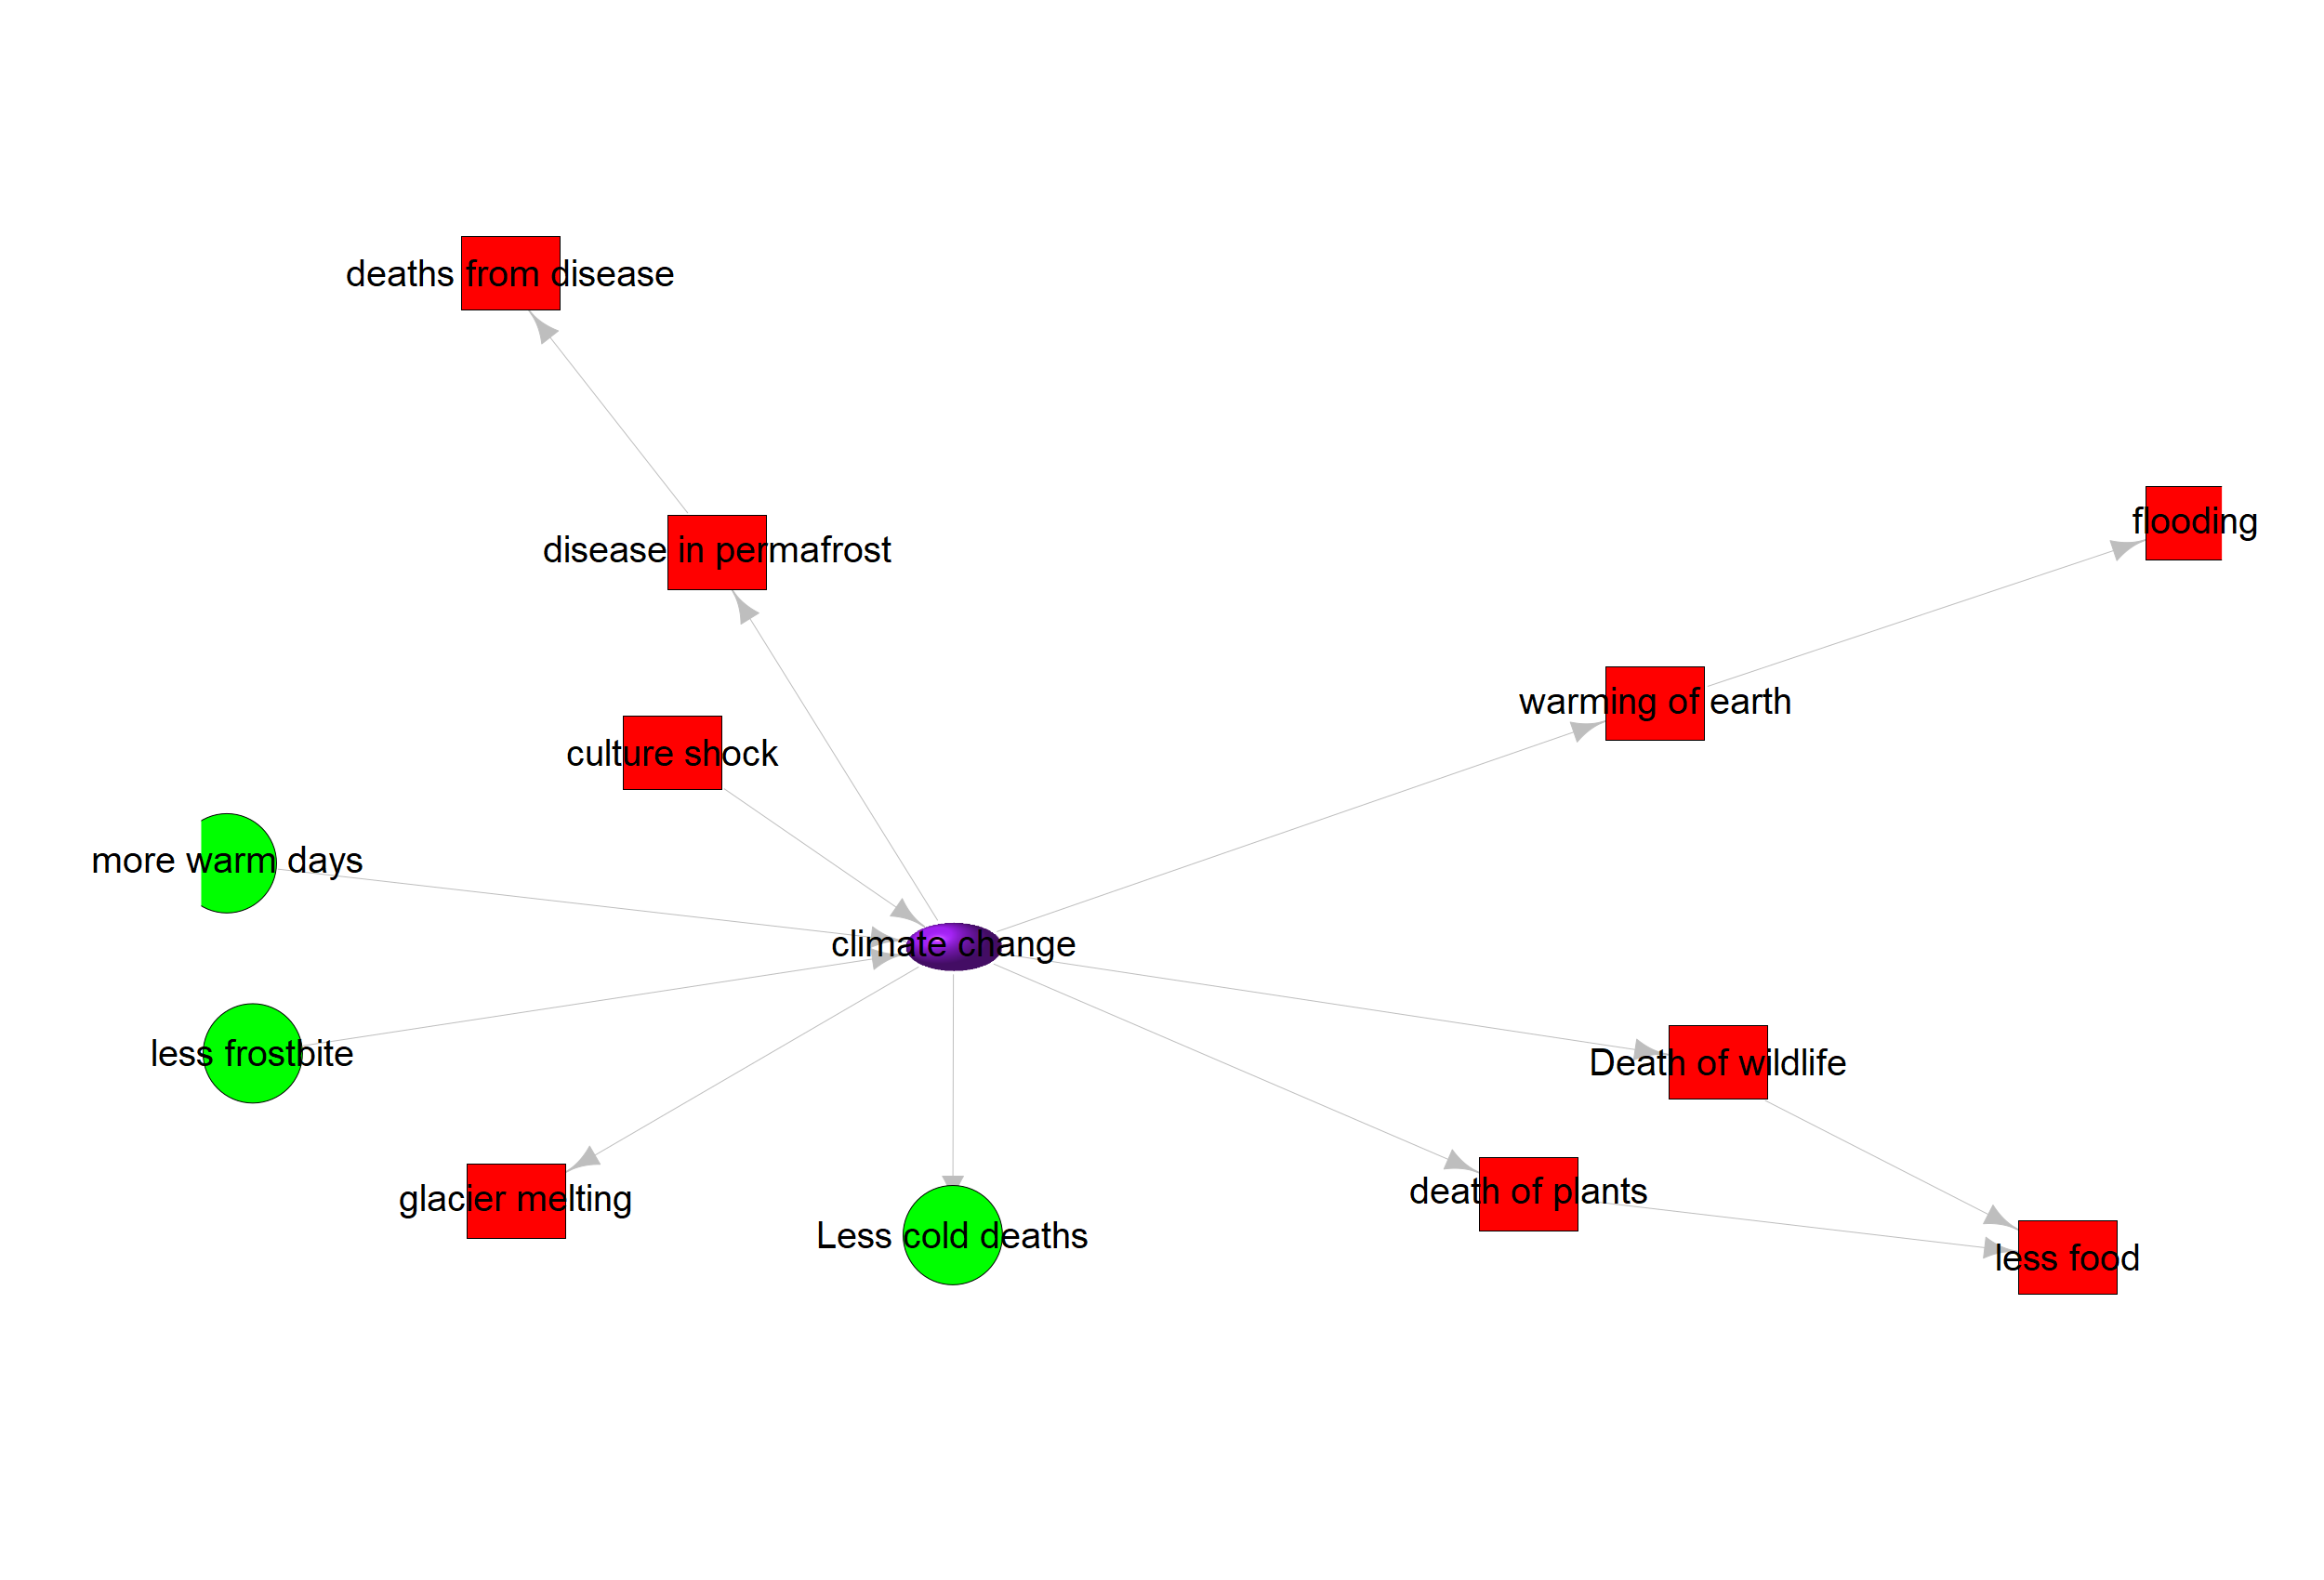 deaths from disease
flooding
disease in permafrost
warming of earth
culture shock
more warm days
climate change
less frostbite
Death of wildlife
death of plants
glacier melting
Less cold deaths
less food